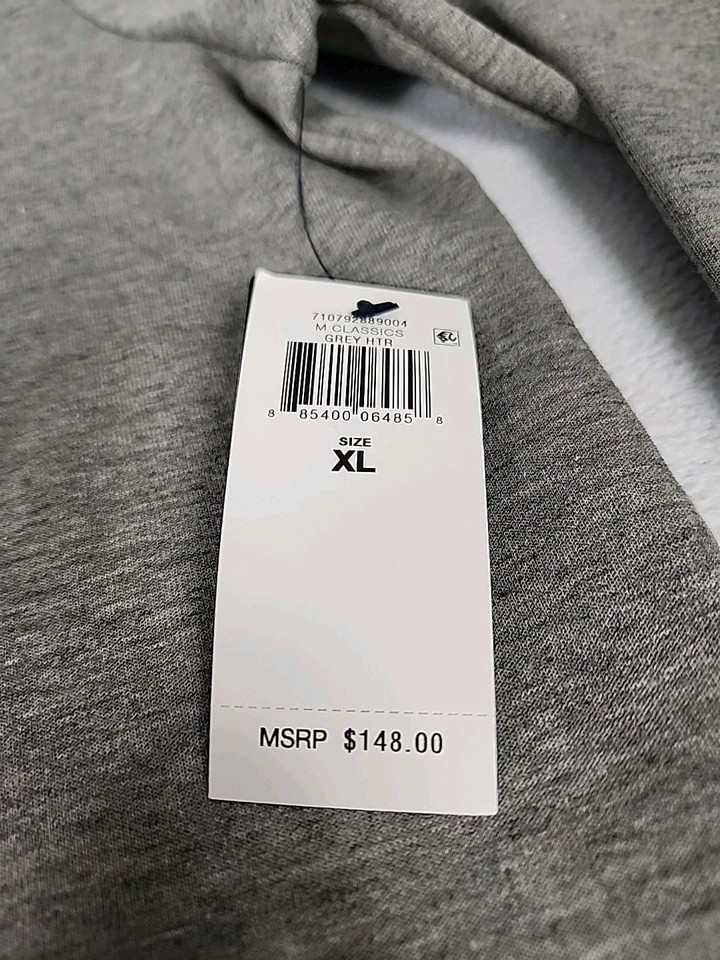 710792889004
M CLASSICS
GREY HTR
8 85400 06485 8
SIZE
XL
MSRP $148.00